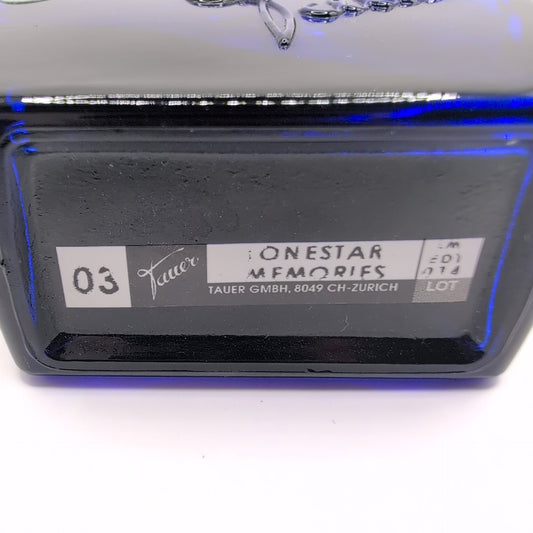 03
Tauer
LONESTAR
MEMORIES
TAUER GMBH, 8049 CH-ZURICH
LOT